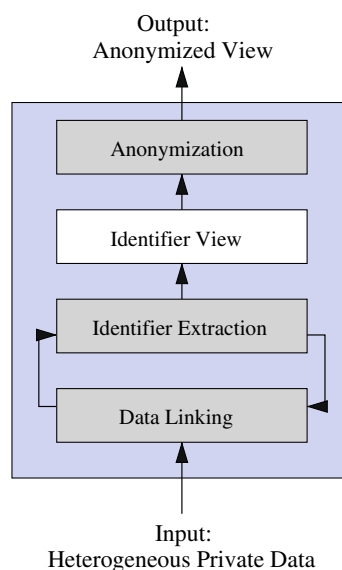 Output:
Anonymized View
Anonymization
Identifier View
Identifier Extraction
Data Linking
Input:
Heterogeneous Private Data